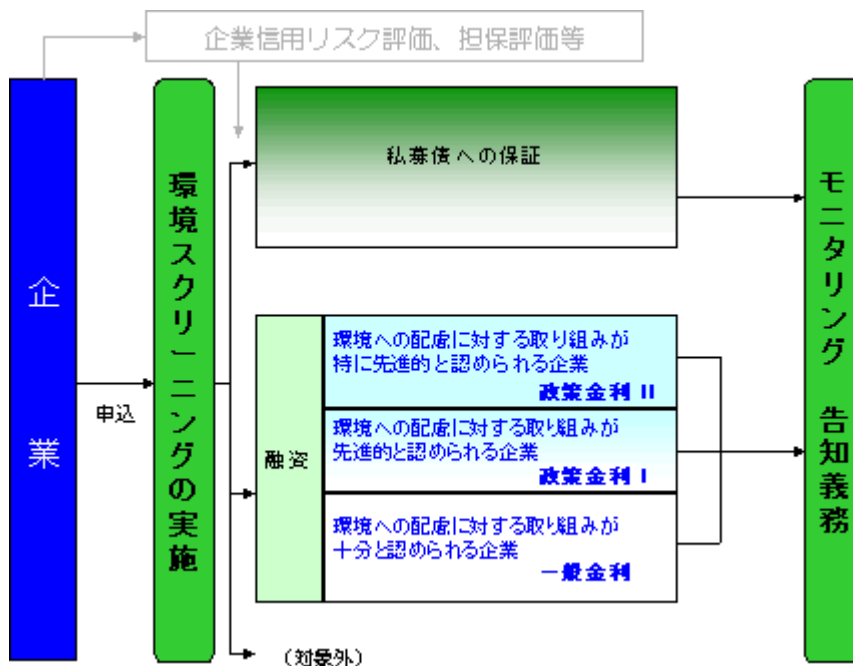 企業信用リスク評価、担保評価等
企業
申込
環境スクリーニングの実施
私募債への保証
融資
環境への配慮に対する取り組みが
特に先進的と認められる企業
政策金利 II
環境への配慮に対する取り組みが
先進的と認められる企業
政策金利 I
環境への配慮に対する取り組みが
十分と認められる企業
一般金利
(対象外)
モニタリング 告知義務